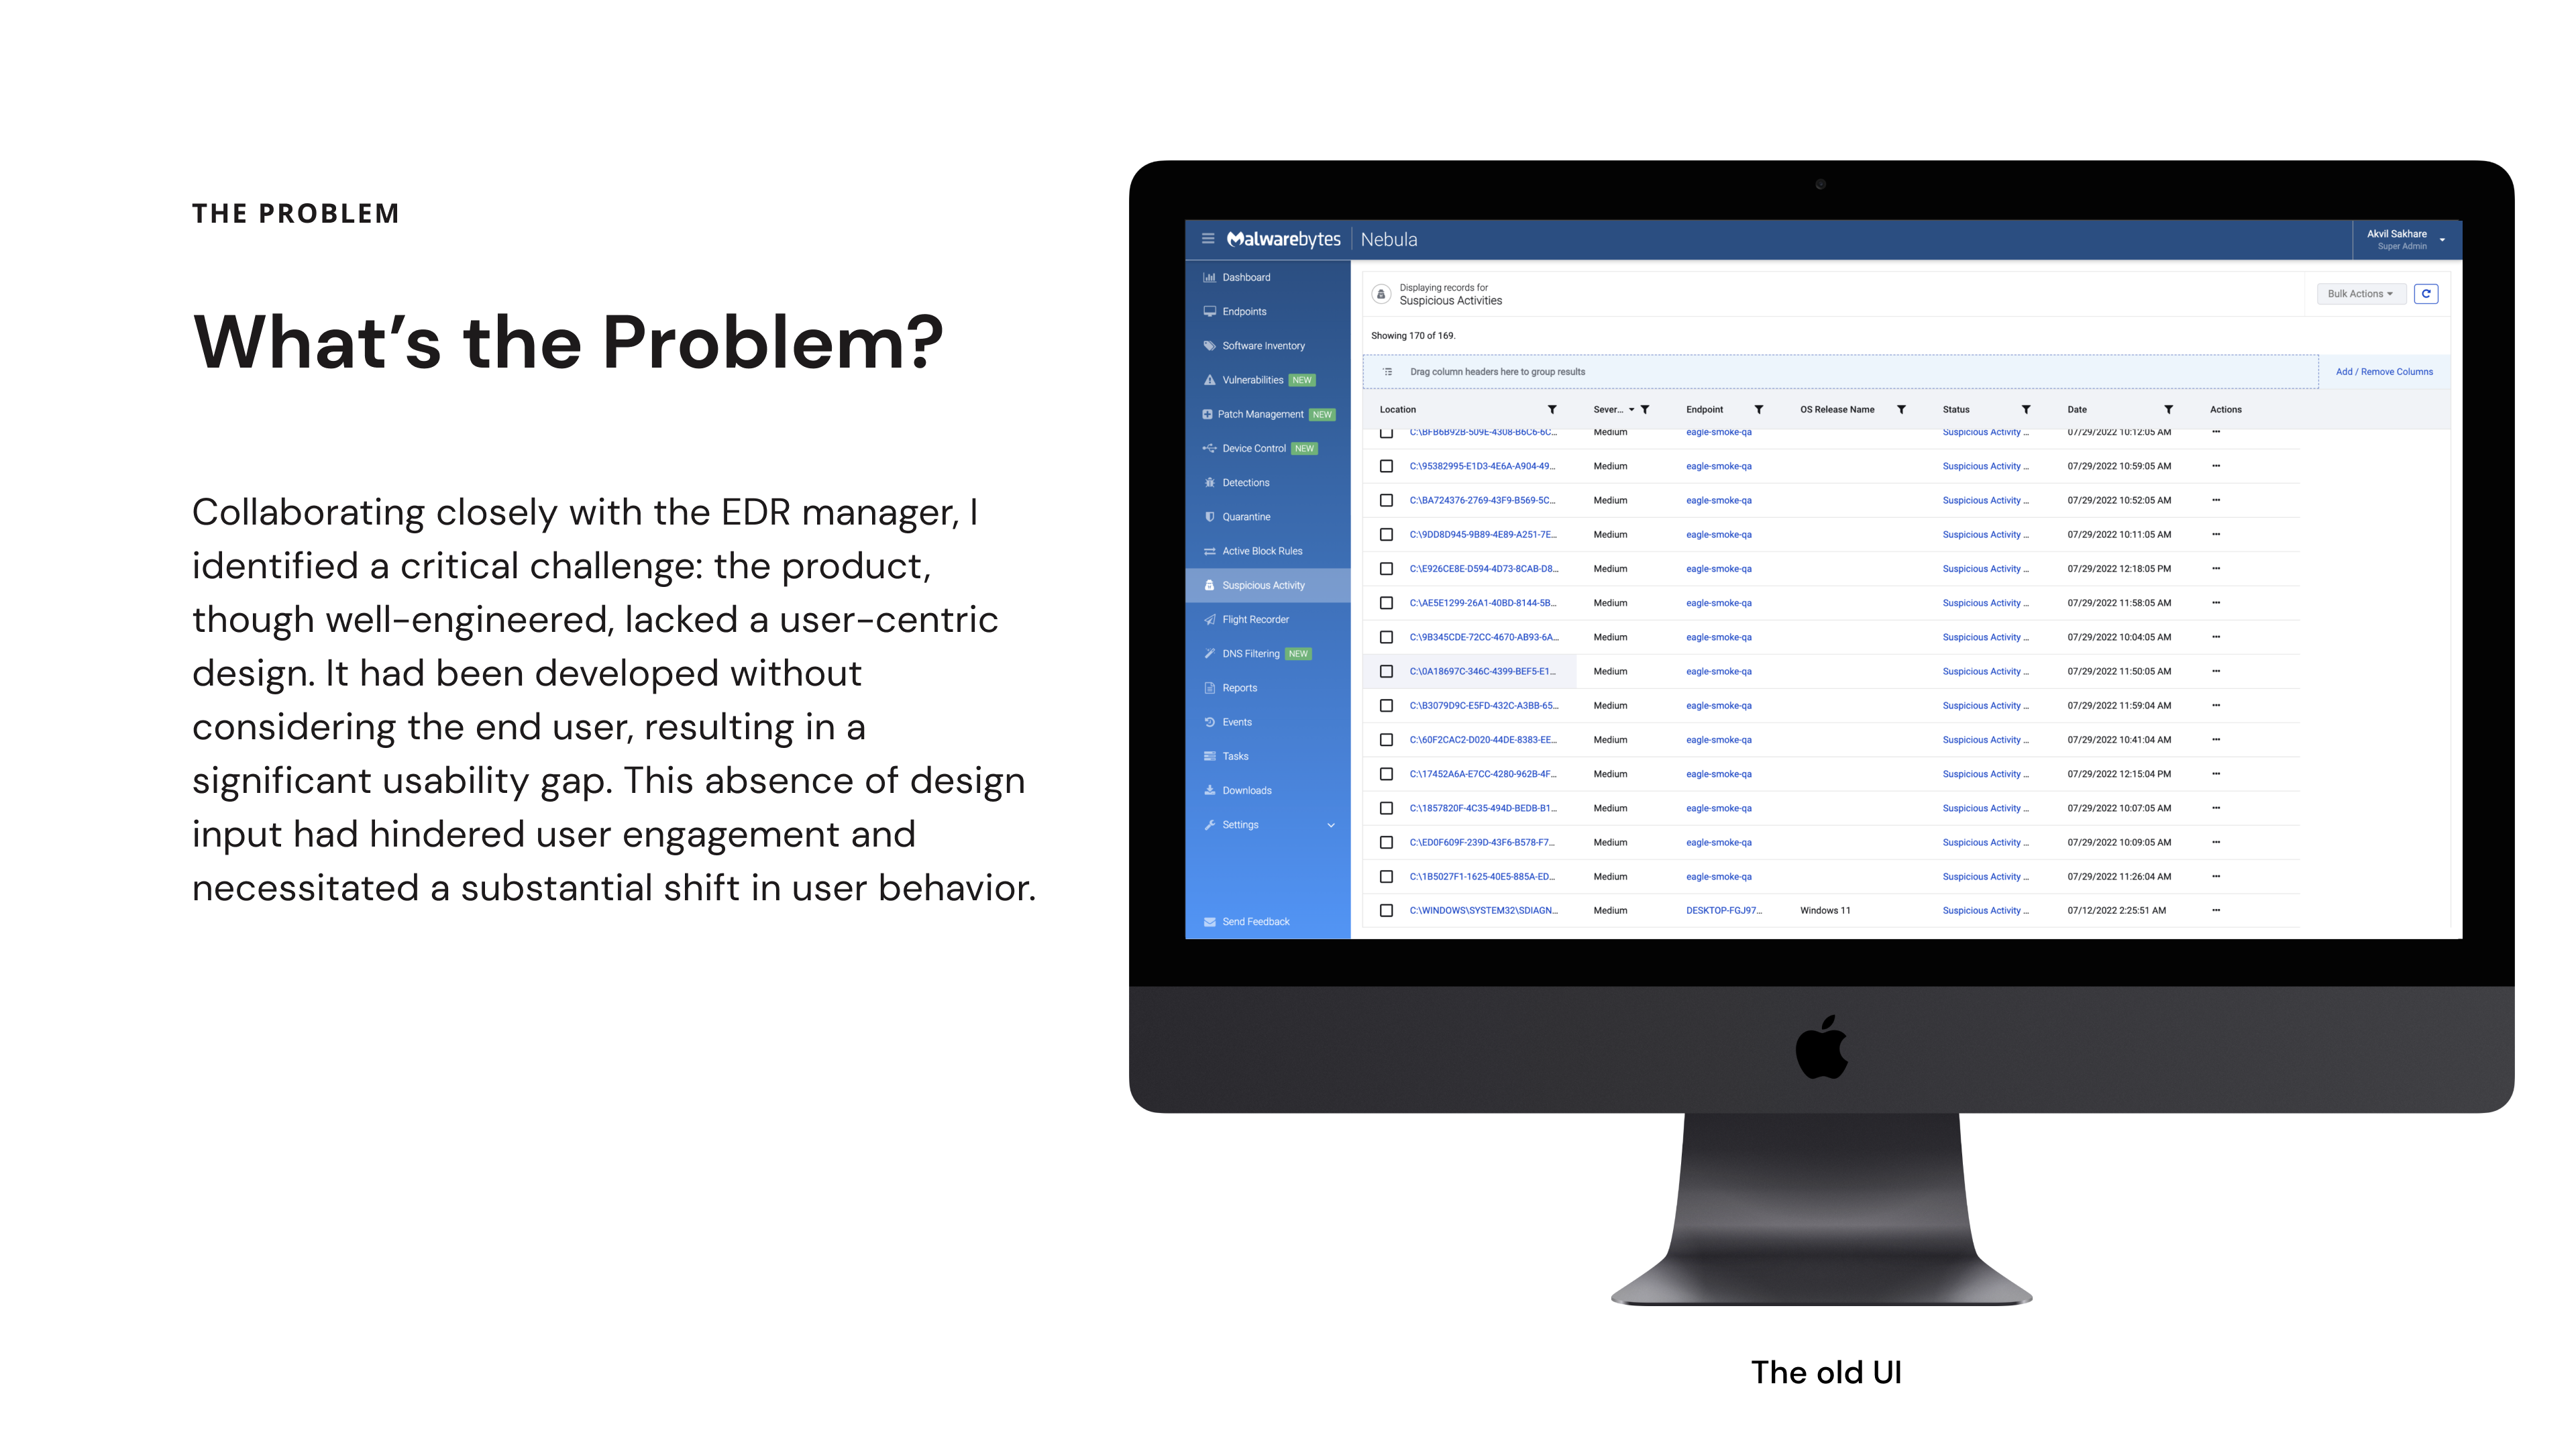 THE PROBLEM
What's the Problem?
Collaborating closely with the EDR manager, I
identified a critical challenge: the product,
though well-engineered, lacked a user-centric
design. It had been developed without
considering the end user, resulting in a
significant usability gap. This absence of design
input had hindered user engagement and
necessitated a substantial shift in user behavior.
Malwarebytes Nebula
Akvil Sakhare
Super Admin
Dashboard
Endpoints
Software Inventory
Vulnerabilities NEW
Patch Management NEW
Device Control NEW
Detections
Quarantine
Active Block Rules
Suspicious Activity
Flight Recorder
DNS Filtering NEW
Reports
Events
Tasks
Downloads
Settings
Send Feedback
Displaying records for
Suspicious Activities
Bulk Actions
Showing 170 of 169.
Drag column headers here to group results
Add / Remove Columns
Location Sever... Endpoint OS Release Name Status Date Actions
C:\BFB6B92B-509E-4308-B6C6-6C... Medium eagle-smoke-qa Suspicious Activity ... 07/29/2022 10:12:05 AM ...
C:\95382995-E1D3-4E6A-A904-49... Medium eagle-smoke-qa Suspicious Activity ... 07/29/2022 10:59:05 AM ...
C:\BA724376-2769-43F9-B569-5C... Medium eagle-smoke-qa Suspicious Activity ... 07/29/2022 10:52:05 AM ...
C:\9DD8D945-9B89-4E89-A251-7E... Medium eagle-smoke-qa Suspicious Activity ... 07/29/2022 10:11:05 AM ...
C:\E926CE8E-D594-4D73-8CAB-D8... Medium eagle-smoke-qa Suspicious Activity ... 07/29/2022 12:18:05 PM ...
C:\AE5E1299-26A1-40BD-8144-5B... Medium eagle-smoke-qa Suspicious Activity ... 07/29/2022 11:58:05 AM ...
C:\9B345CDE-72CC-4670-AB93-6A... Medium eagle-smoke-qa Suspicious Activity ... 07/29/2022 10:04:05 AM ...
C:\0A18697C-346C-4399-BEF5-E1... Medium eagle-smoke-qa Suspicious Activity ... 07/29/2022 11:50:05 AM ...
C:\B3079D9C-E5FD-432C-A3BB-65... Medium eagle-smoke-qa Suspicious Activity ... 07/29/2022 11:59:04 AM ...
C:\60F2CAC2-D020-44DE-8383-EE... Medium eagle-smoke-qa Suspicious Activity ... 07/29/2022 10:41:04 AM ...
C:\17452A6A-E7CC-4280-962B-4F... Medium eagle-smoke-qa Suspicious Activity ... 07/29/2022 12:15:04 PM ...
C:\1857820F-4C35-494D-BEDB-B1... Medium eagle-smoke-qa Suspicious Activity ... 07/29/2022 10:07:05 AM ...
C:\ED0F609F-239D-43F6-B578-F7... Medium eagle-smoke-qa Suspicious Activity ... 07/29/2022 10:09:05 AM ...
C:\1B5027F1-1625-40E5-885A-ED... Medium eagle-smoke-qa Suspicious Activity ... 07/29/2022 11:26:04 AM ...
C:\WINDOWS\SYSTEM32\SDIAGN... Medium DESKTOP-FGJ97... Windows 11 Suspicious Activity ... 07/12/2022 2:25:51 AM ...
The old UI